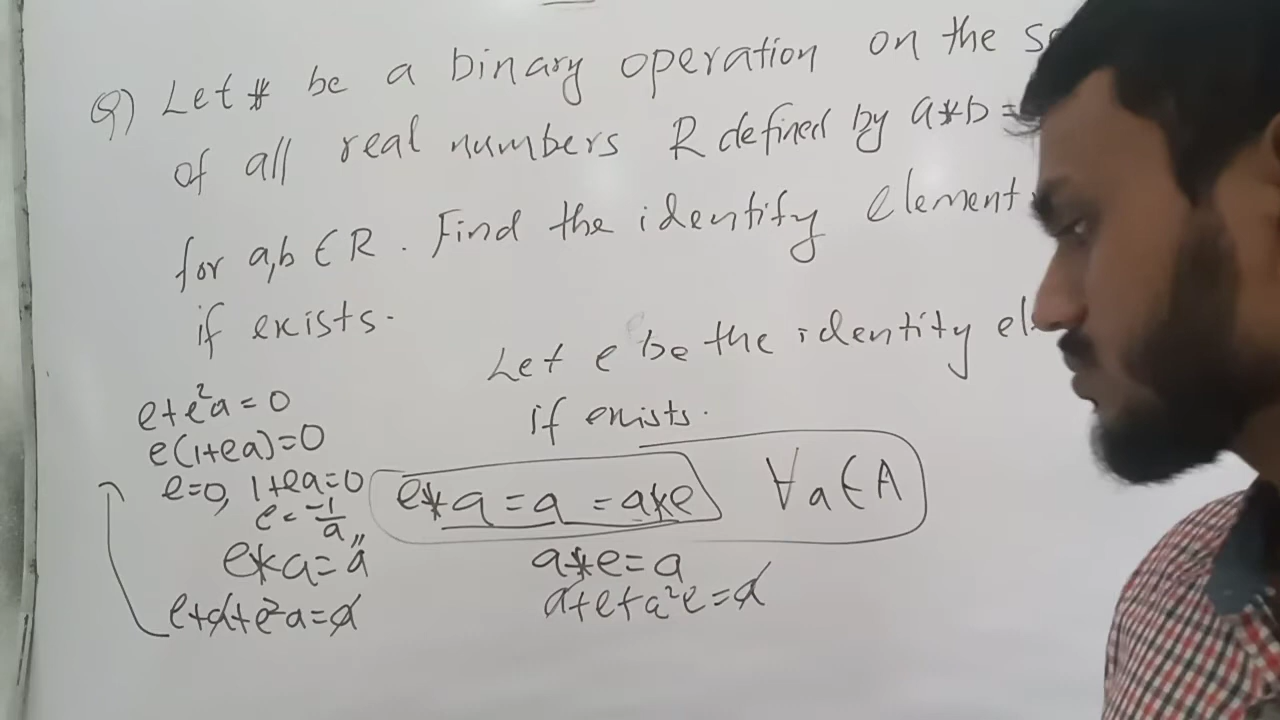 Q) Let * be a binary operation on the
of all real numbers R defined by a*b =
for a,b ∈ R. Find the identity element
if exists.
Let e be the identity el
if exists.
e+e²a=0
e(1+ea)=0
e=0, 1+ea=0
e=-1/a
e*a=a=a*e ∀a∈A
e*a=a
e+a+e²a=a
a*e=a
a+e+a²e=a